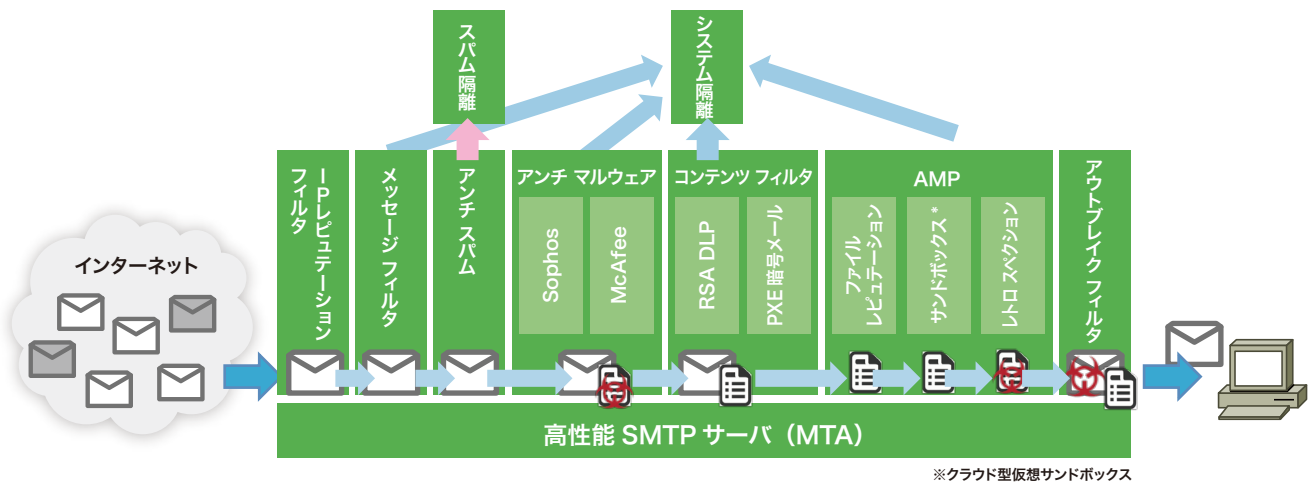 スパム隔離
システム隔離
インターネット
IPレピュテーション
フィルタ
メッセージ フィルタ
アンチ スパム
アンチ マルウェア
Sophos
McAfee
コンテンツ フィルタ
RSA DLP
PXE 暗号メール
AMP
ファイル
レピュテーション
サンドボックス*
レトロ スペクション
アウトブレイク フィルタ
高性能 SMTP サーバ（MTA）
※クラウド型仮想サンドボックス